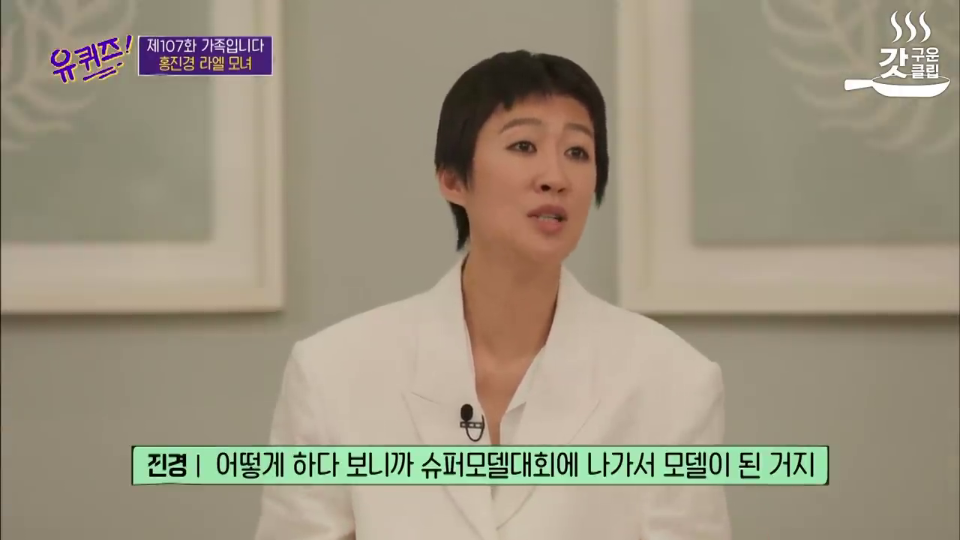 유퀴즈!
제107화 가족입니다
홍진경 라엘 모녀
갓구운
클립
진경 | 어떻게 하다 보니까 슈퍼모델대회에 나가서 모델이 된 거지